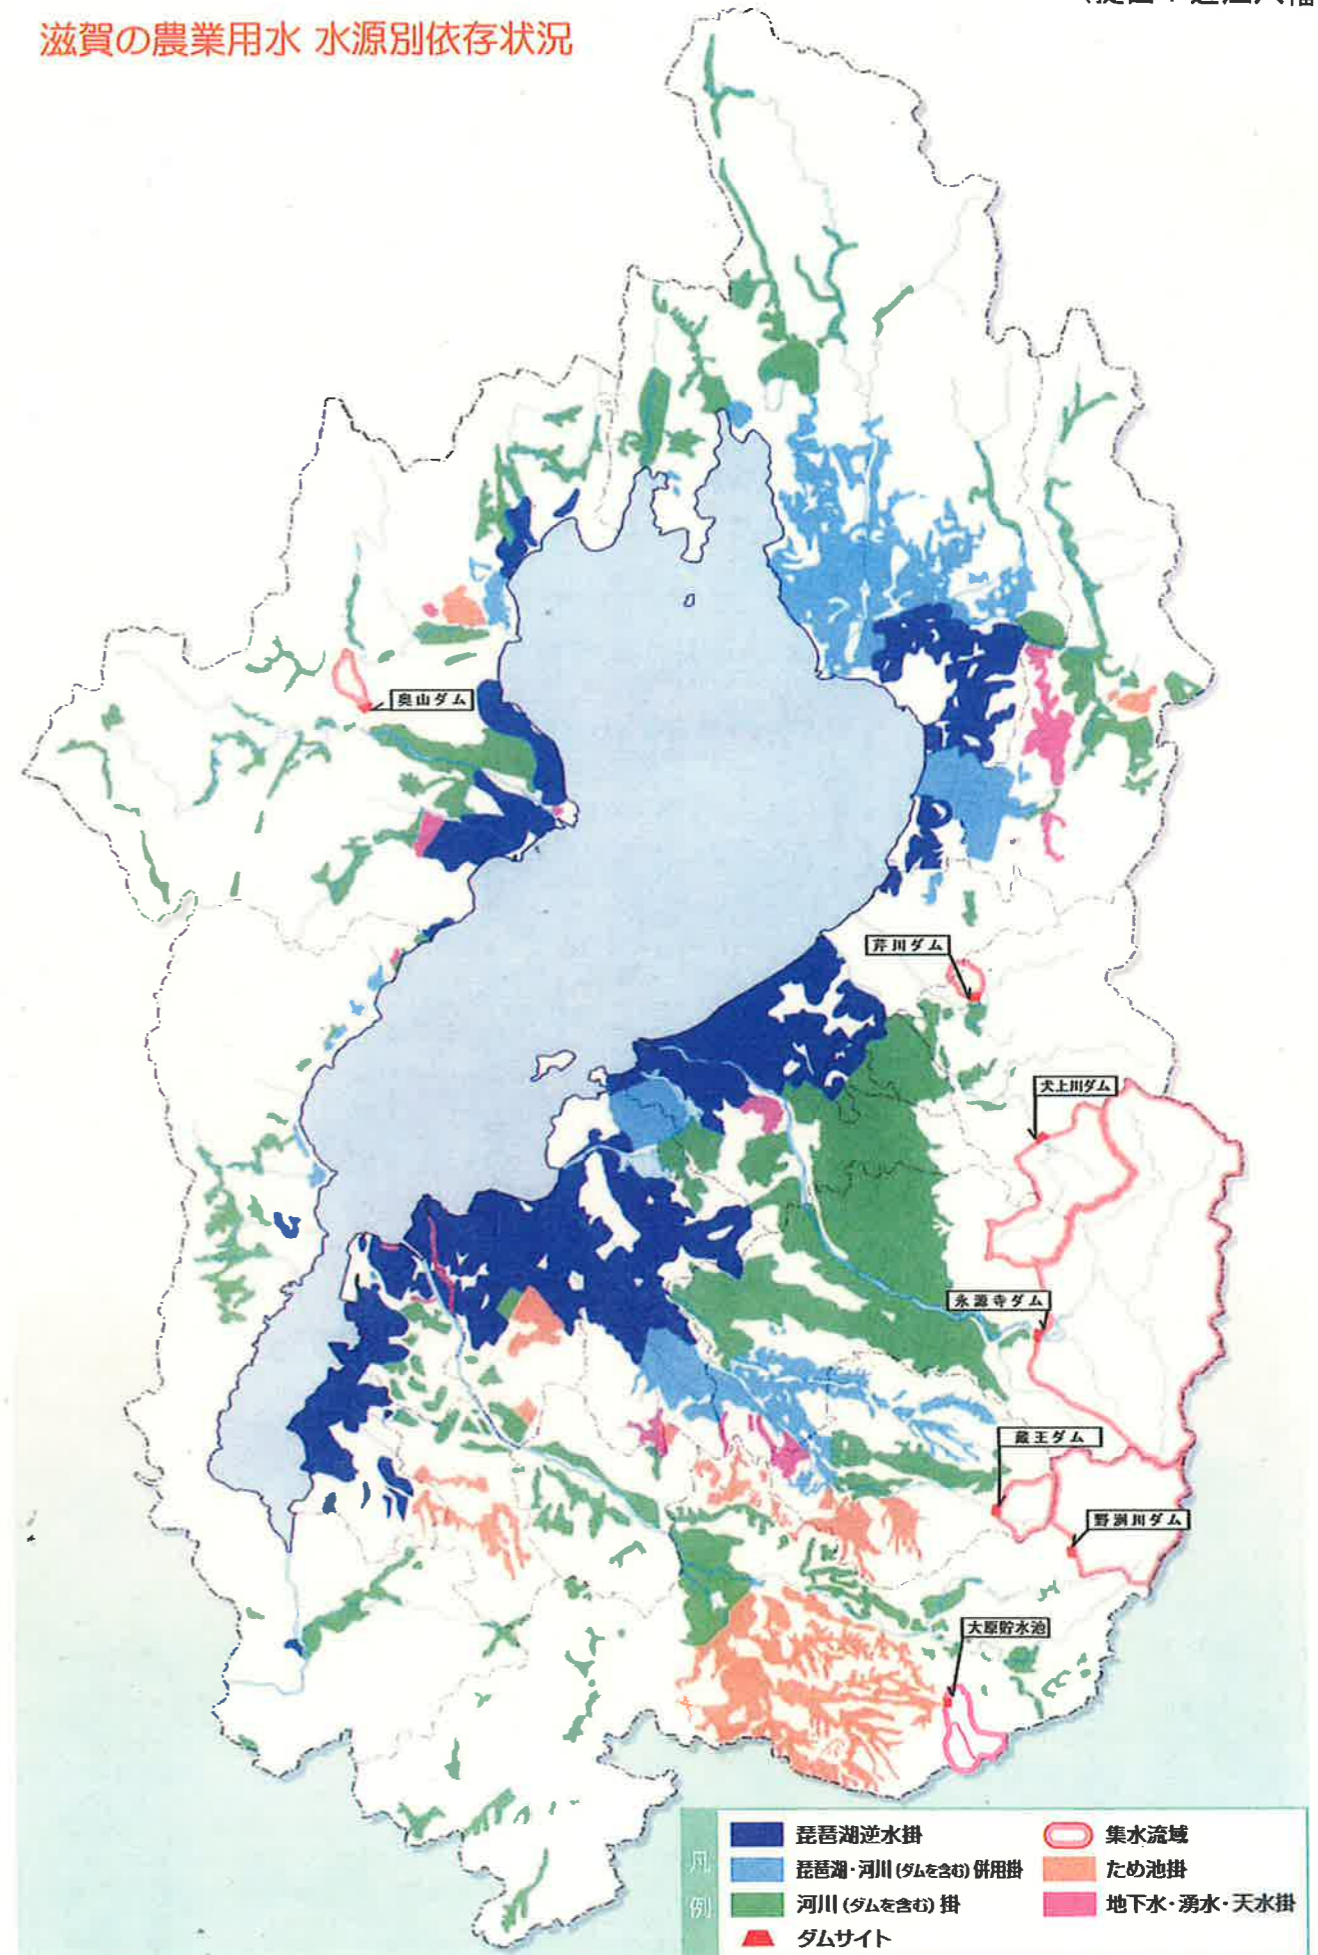 滋賀の農業用水 水源別依存状況
奥山ダム
芹川ダム
犬上川ダム
永源寺ダム
蔵王ダム
野洲川ダム
大原貯水池
凡例
琵琶湖逆水掛
琵琶湖・河川(ダムを含む)併用掛
河川(ダムを含む)掛
ダムサイト
集水流域
ため池掛
地下水・湧水・天水掛